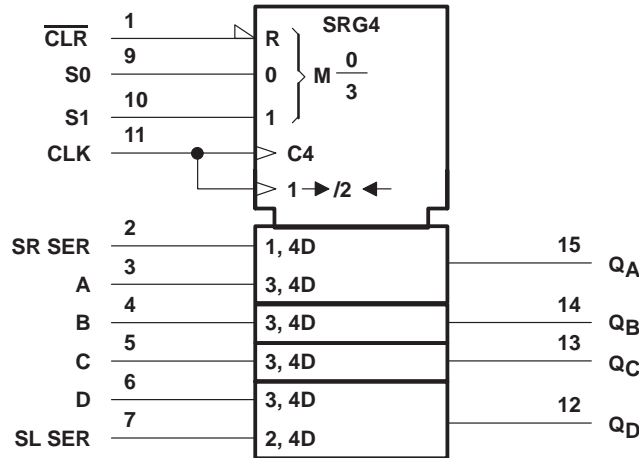 SRG4
CLR 1 R
S0 9 0 M 0/3
S1 10 1
CLK 11 C4
1 → /2 ←
SR SER 2 1, 4D
15 QA
A 3 3, 4D
B 4 3, 4D 14 QB
C 5 3, 4D 13 QC
D 6 3, 4D
12 QD
SL SER 7 2, 4D